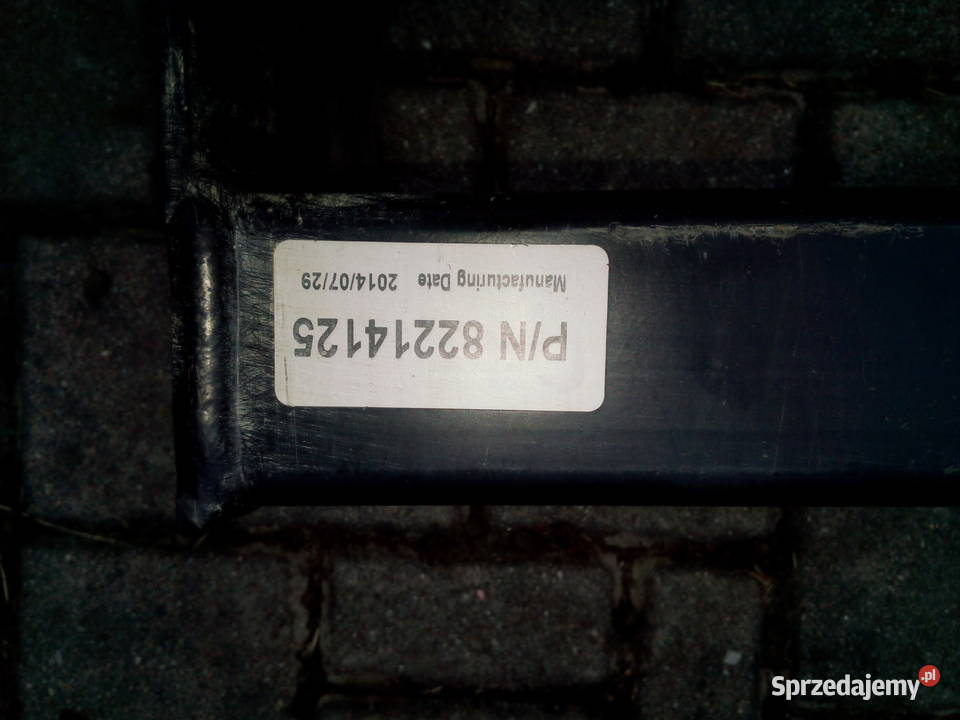 P/N 82214125
Manufacturing Date 2014/07/29
Sprzedajemy.pl